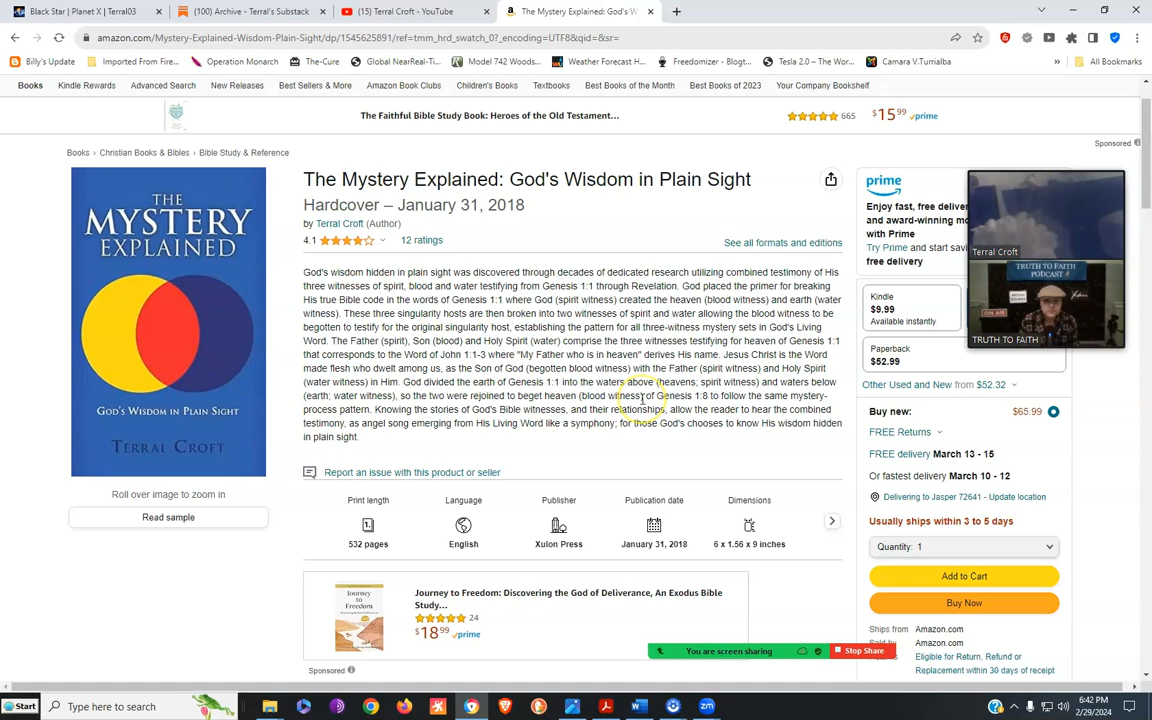 Black Star | Planet X | Terral03
(100) Archive - Terral's Substack
(15) Terral Croft - YouTube
The Mystery Explained: God's W
amazon.com/Mystery-Explained-Wisdom-Plain-Sight/dp/1545625891/ref=tmm_hrd_swatch_0?_encoding=UTF8&qid=&sr=
Billy's Update
Imported From Fire...
Operation Monarch
The-Cure
Global NearReal-Ti...
Model 742 Woods...
Weather Forecast H...
Freedomizer - Blogt...
Tesla 2.0 – The Wor...
Camara V.Turrialba
»
All Bookmarks
Books
Kindle Rewards
Advanced Search
New Releases
Best Sellers & More
Amazon Book Clubs
Children's Books
Textbooks
Best Books of the Month
Best Books of 2023
Your Company Bookshelf
The Faithful Bible Study Book: Heroes of the Old Testament...
665
$15.99 prime
Sponsored
Books › Christian Books & Bibles › Bible Study & Reference
THE
MYSTERY
EXPLAINED
GOD'S WISDOM IN PLAIN SIGHT
TERRAL CROFT
Roll over image to zoom in
Read sample
The Mystery Explained: God's Wisdom in Plain Sight
Hardcover – January 31, 2018
by Terral Croft (Author)
4.1
12 ratings
See all formats and editions
God's wisdom hidden in plain sight was discovered through decades of dedicated research utilizing combined testimony of His
three witnesses of spirit, blood and water testifying from Genesis 1:1 through Revelation. God placed the primer for breaking
His true Bible code in the words of Genesis 1:1 where God (spirit witness) created the heaven (blood witness) and earth (water
witness). These three singularity hosts are then broken into two witnesses of spirit and water allowing the blood witness to be
begotten to testify for the original singularity host, establishing the pattern for all three-witness mystery sets in God's Living
Word. The Father (spirit), Son (blood) and Holy Spirit (water) comprise the three witnesses testifying for heaven of Genesis 1:1
that corresponds to the Word of John 1:1-3 where "My Father who is in heaven" derives His name. Jesus Christ is the Word
made flesh who dwelt among us, as the Son of God (begotten blood witness) with the Father (spirit witness) and Holy Spirit
(water witness) in Him. God divided the earth of Genesis 1:1 into the waters above (heavens; spirit witness) and waters below
(earth; water witness), so the two were rejoined to beget heaven (blood witness) of Genesis 1:8 to follow the same mystery-
process pattern. Knowing the stories of God's Bible witnesses, and their relationships, allow the reader to hear the combined
testimony, as angel song emerging from His Living Word like a symphony; for those God's chooses to know His wisdom hidden
in plain sight.
Report an issue with this product or seller
Print length
Language
Publisher
Publication date
Dimensions
532 pages
English
Xulon Press
January 31, 2018
6 x 1.56 x 9 inches
Journey to
Freedom
Journey to Freedom: Discovering the God of Deliverance, An Exodus Bible
Study...
24
$18.99 prime
Sponsored
prime
Enjoy fast, free deliver
and award-winning mo
with Prime
Try Prime and start savi
free delivery
Kindle
$9.99
Available instantly
Paperback
$52.99
Other Used and New from $52.32
Buy new:
$65.99
FREE Returns
FREE delivery March 13 - 15
Or fastest delivery March 10 - 12
Delivering to Jasper 72641 - Update location
Usually ships within 3 to 5 days
Quantity: 1
Add to Cart
Buy Now
Ships from Amazon.com
Amazon.com
Eligible for Return, Refund or
Replacement within 30 days of receipt
Terral Croft
TRUTH TO FAITH
PODCAST
ON AIR
TRUTH TO FAITH
You are screen sharing
Stop Share
Start
Type here to search
6:42 PM
2/29/2024